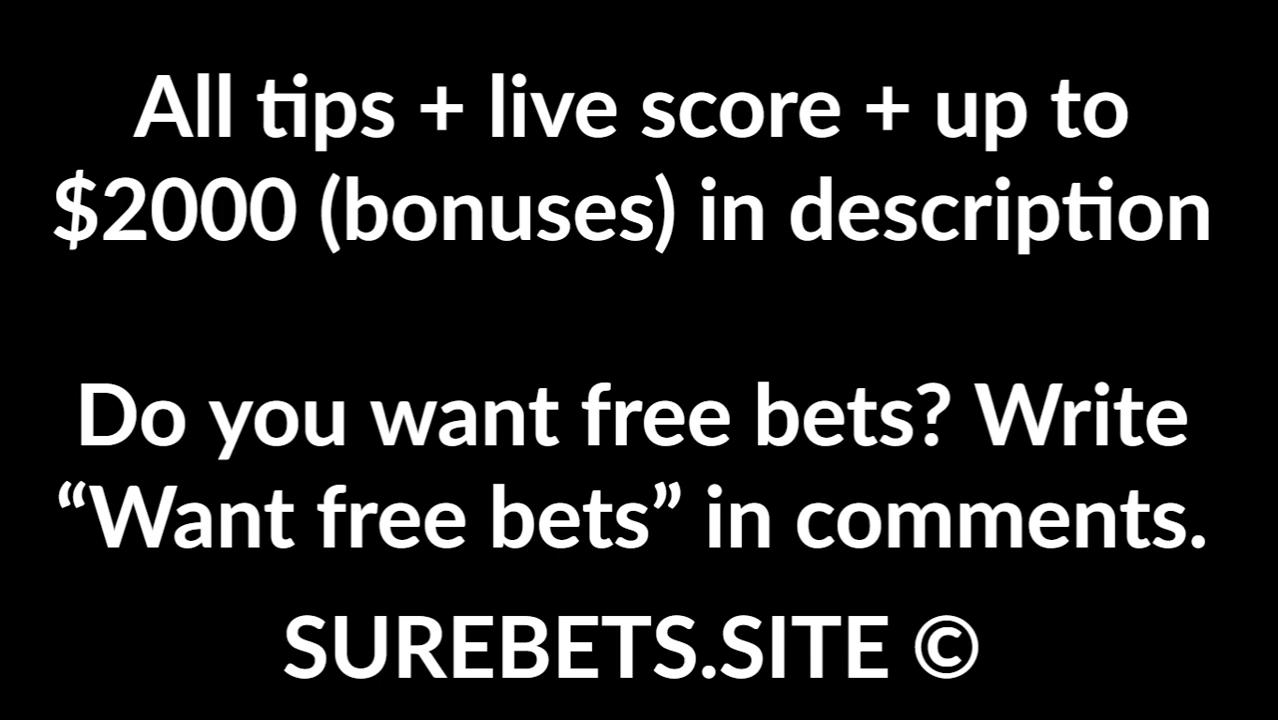 All tips + live score + up to
$2000 (bonuses) in description
Do you want free bets? Write
“Want free bets” in comments.
SUREBETS.SITE ©